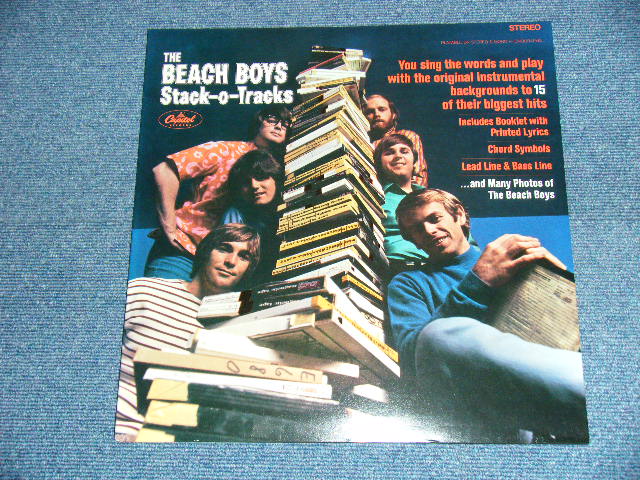 STEREO
THE
BEACH BOYS
Stack-o-Tracks
Capitol
You sing the words and play
with the original instrumental
backgrounds to 15
of their biggest hits
Includes Booklet with
Printed Lyrics
Chord Symbols
Lead Line & Bass Line
...and Many Photos of
The Beach Boys